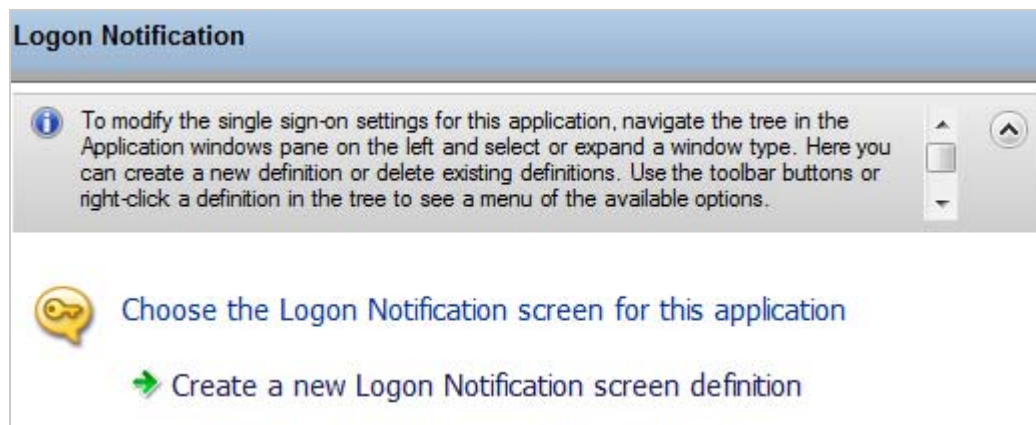 Logon Notification
To modify the single sign-on settings for this application, navigate the tree in the
Application windows pane on the left and select or expand a window type. Here you
can create a new definition or delete existing definitions. Use the toolbar buttons or
right-click a definition in the tree to see a menu of the available options.
Choose the Logon Notification screen for this application
Create a new Logon Notification screen definition